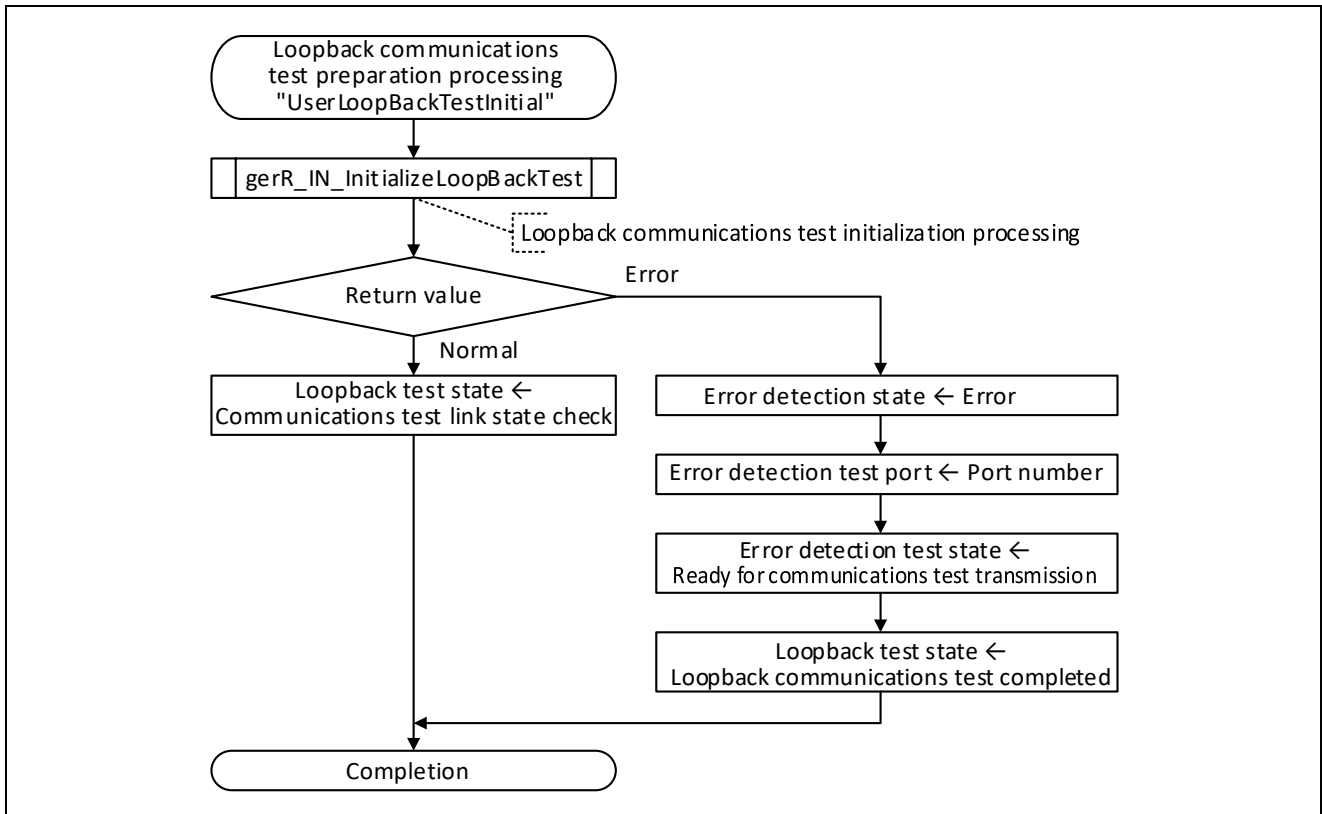 Loopback communications
test preparation processing
"UserLoopBackTestInitial"
gerR_IN_InitializeLoopBackTest
Loopback communications test initialization processing
Return value
Error
Normal
Loopback test state ←
Communications test link state check
Error detection state ← Error
Error detection test port ← Port number
Error detection test state ←
Ready for communications test transmission
Loopback test state ←
Loopback communications test completed
Completion